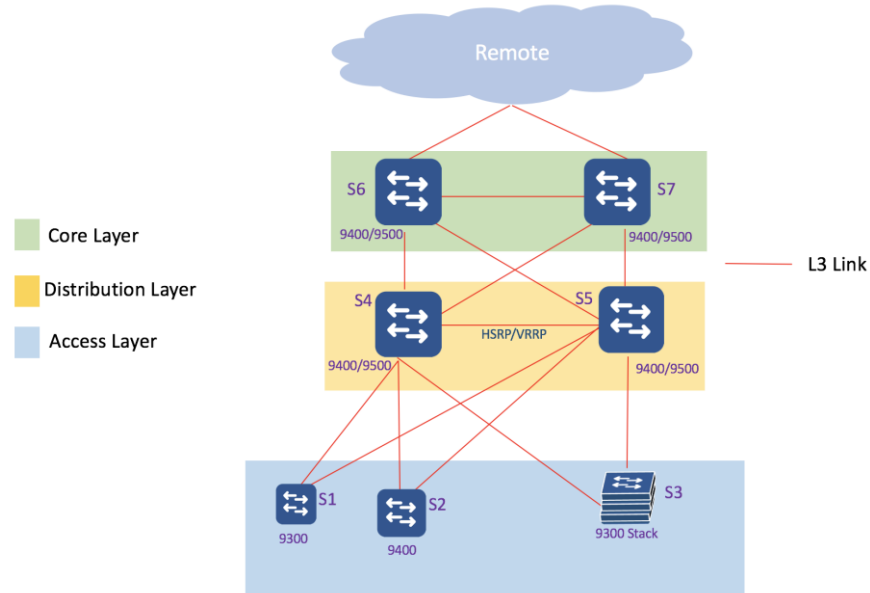 Remote
S6
S7
9400/9500
9400/9500
Core Layer
Distribution Layer
Access Layer
L3 Link
S4
S5
HSRP/VRRP
9400/9500
9400/9500
S1
S2
S3
9300
9400
9300 Stack